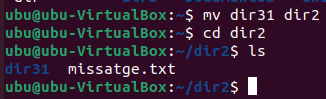 ubu@ubu-VirtualBox:~$ mv dir31 dir2
ubu@ubu-VirtualBox:~$ cd dir2
ubu@ubu-VirtualBox:~/dir2$ ls
dir31 missatge.txt
ubu@ubu-VirtualBox:~/dir2$